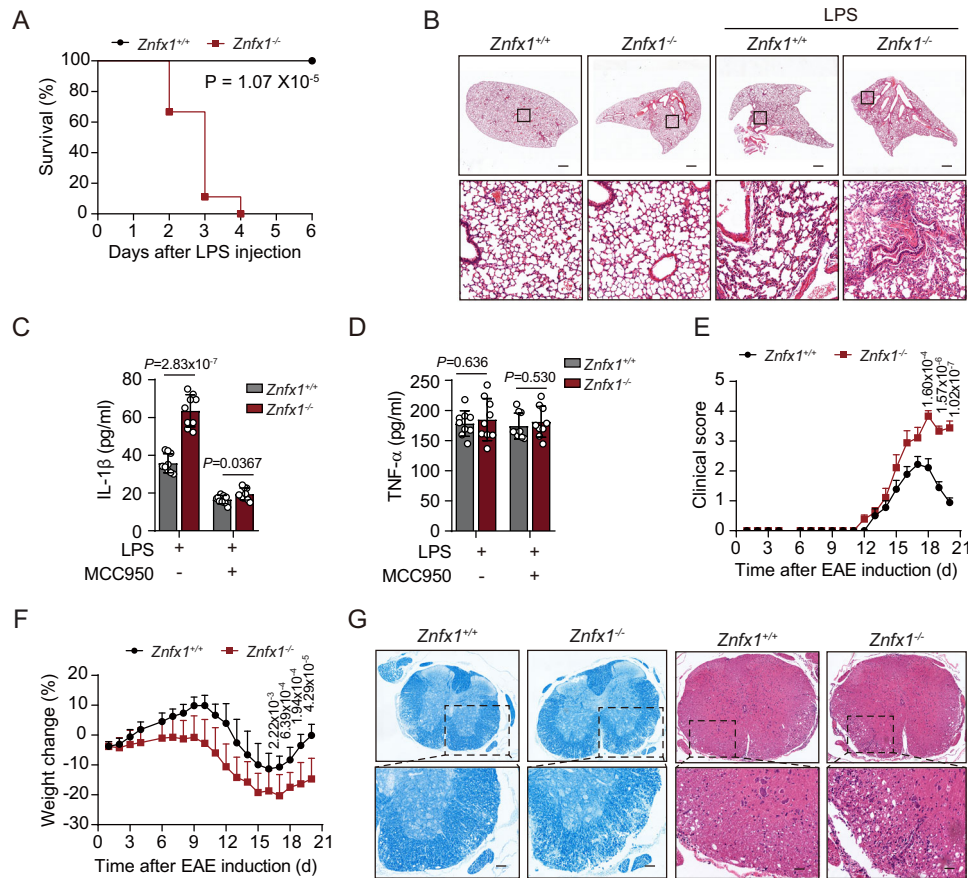 A
Znfx1+/+
Znfx1-/-
P = 1.07 X10-5
Survival (%)
100
80
60
40
20
0
0 1 2 3 4 5 6
Days after LPS injection
B
LPS
Znfx1+/+ Znfx1-/- Znfx1+/+ Znfx1-/-
C
P=2.83x10-7
Znfx1+/+
Znfx1-/-
P=0.0367
IL-1β (pg/ml)
80
60
40
20
0
LPS + +
MCC950 - +
D
P=0.636
P=0.530
Znfx1+/+
Znfx1-/-
TNF-α (pg/ml)
250
200
150
100
50
0
LPS + +
MCC950 - +
E
Znfx1+/+ Znfx1-/-
1.60x10-4
1.57x10-6
1.02x10-7
Clinical score
5
4
3
2
1
0
0 3 6 9 12 15 18 21
Time after EAE induction (d)
F
Znfx1+/+ Znfx1-/-
2.22x10-3
6.39x10-4
1.94x10-4
4.29x10-5
Weight change (%)
20
10
0
-10
-20
-30
0 3 6 9 12 15 18 21
Time after EAE induction (d)
G
Znfx1+/+ Znfx1-/- Znfx1+/+ Znfx1-/-